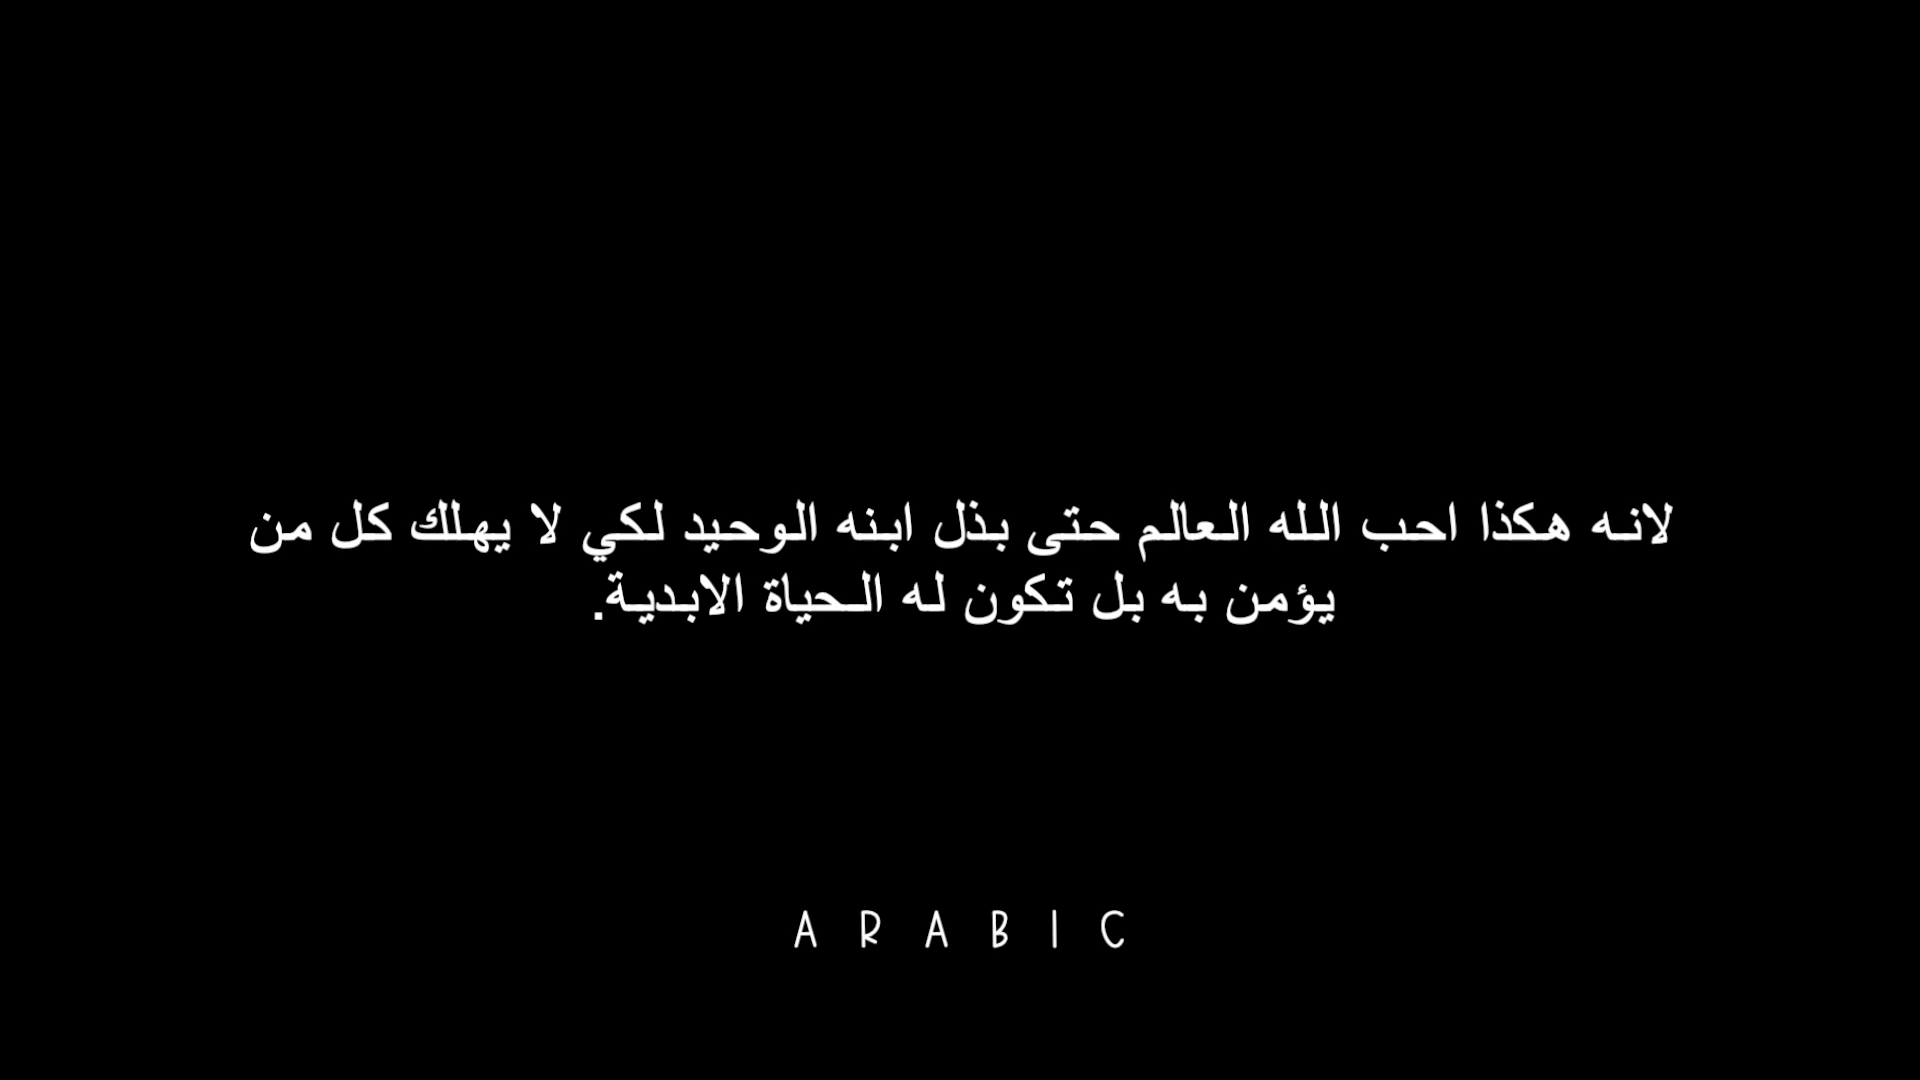 لانه هكذا احب الله العالم حتى بذل ابنه الوحيد لكي لا يهلك كل من
يؤمن به بل تكون له الحياة الابدية.
ARABIC